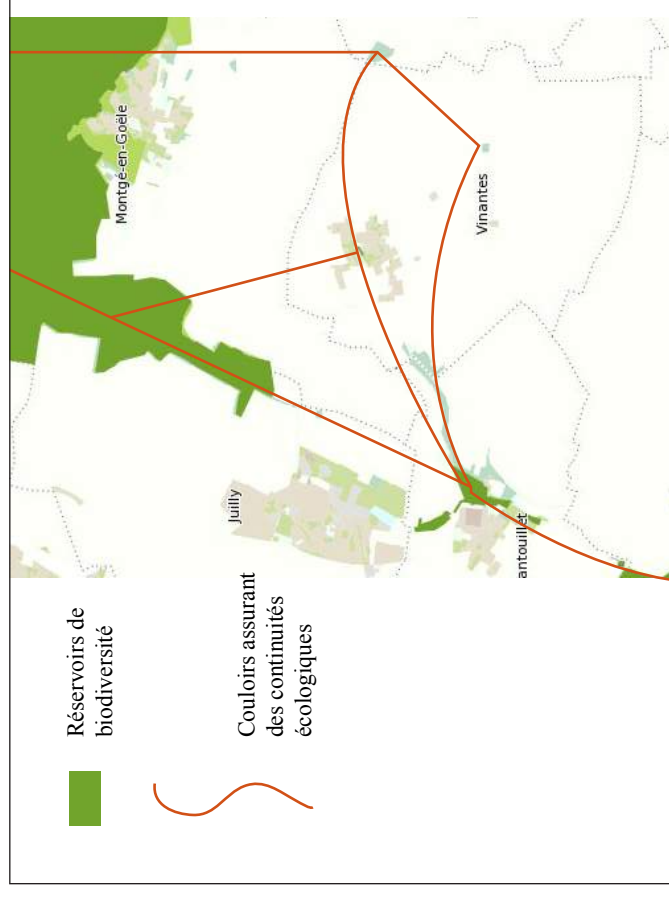 Réservoirs de
biodiversité
Couloirs assurant
des continuités
écologiques
Montgé-en-Goële
Juilly
Vinantes
antouillet